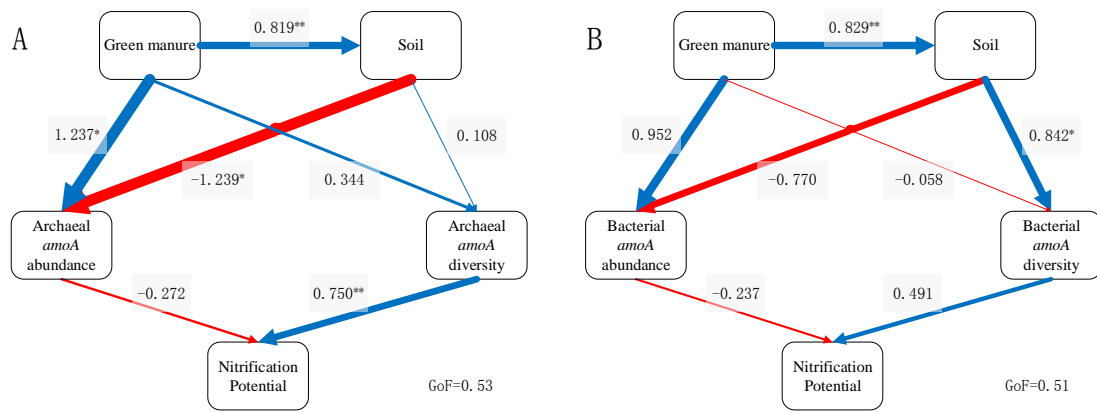 A
Green manure
0.819**
Soil
1.237*
-1.239*
0.344
0.108
Archaeal
amoA
abundance
Archaeal
amoA
diversity
-0.272
0.750**
Nitrification
Potential
GoF=0.53
B
Green manure
0.829**
Soil
0.952
-0.770
-0.058
0.842*
Bacterial
amoA
abundance
Bacterial
amoA
diversity
-0.237
0.491
Nitrification
Potential
GoF=0.51